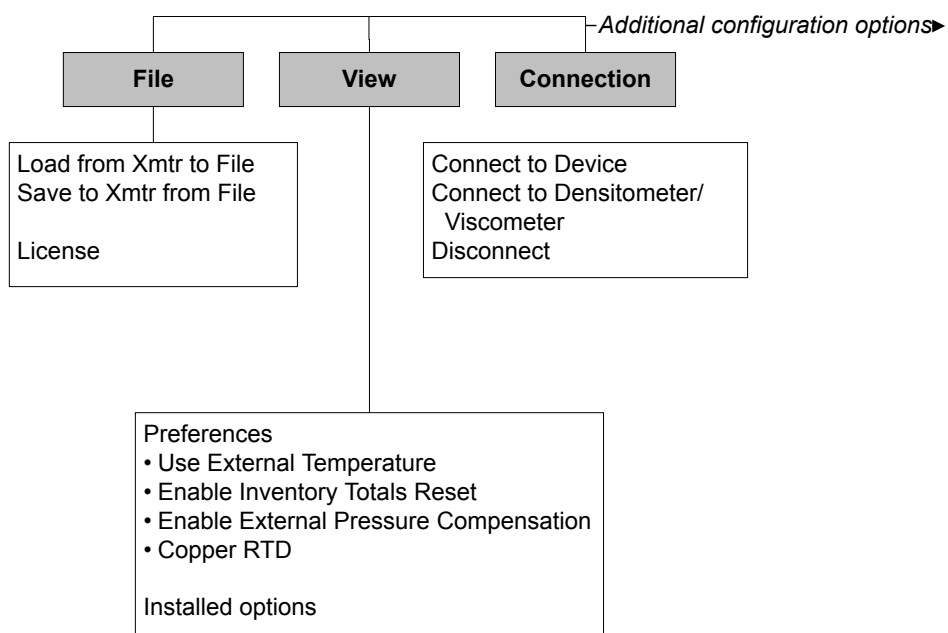 Additional configuration options►
File
View
Connection
Load from Xmtr to File
Save to Xmtr from File
License
Connect to Device
Connect to Densitometer/
Viscometer
Disconnect
Preferences
• Use External Temperature
• Enable Inventory Totals Reset
• Enable External Pressure Compensation
• Copper RTD
Installed options